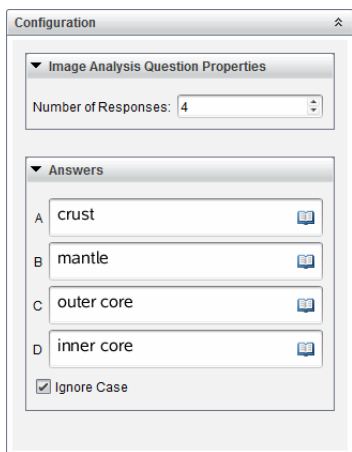 Configuration
Image Analysis Question Properties
Number of Responses: 4
Answers
A crust
B mantle
C outer core
D inner core
Ignore Case